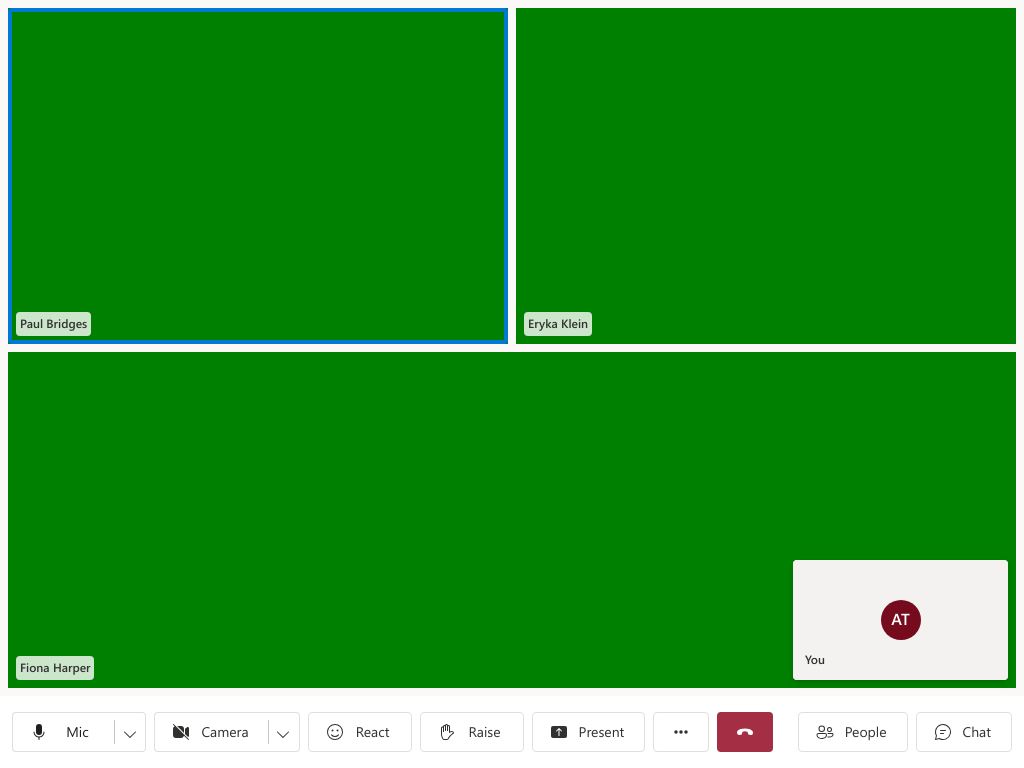 Paul Bridges
Eryka Klein
Fiona Harper
AT
You
Mic
Camera
React
Raise
Present
People
Chat